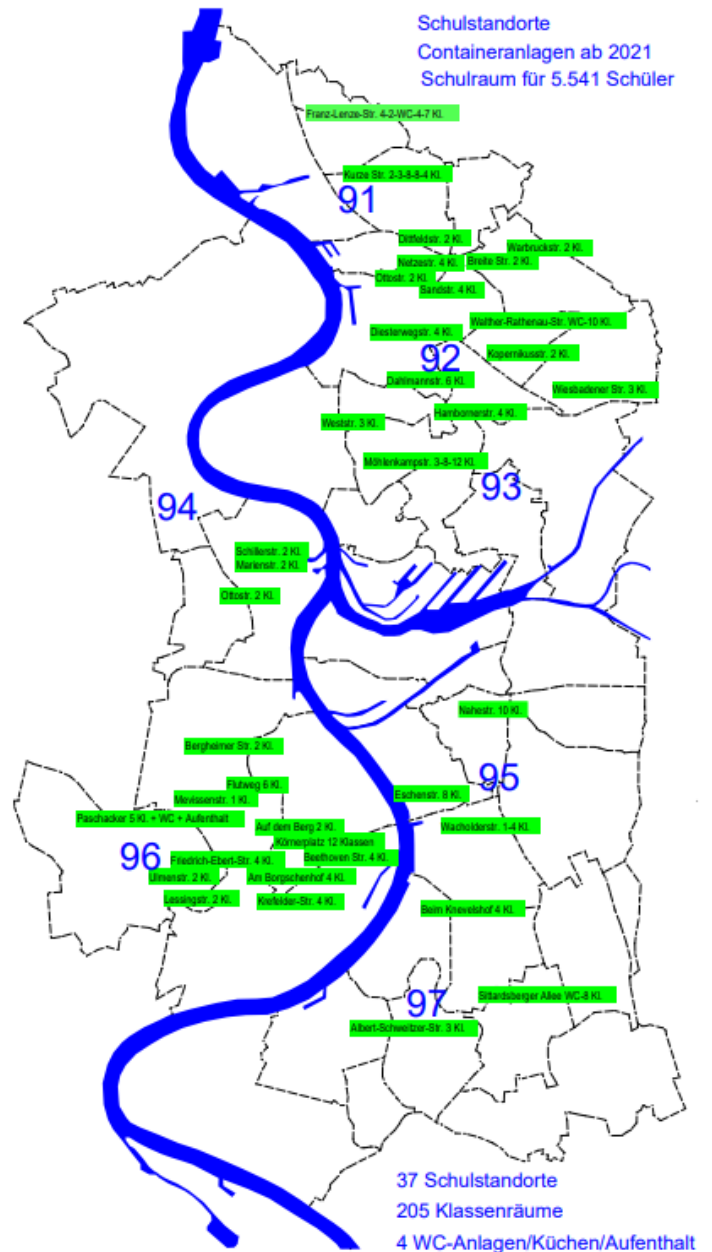 Schulstandorte
Containeranlagen ab 2021
Schulraum für 5.541 Schüler
Franz-Lenze-Str. 4-2-WC-4-7 Kl.
Kurze Str. 2-3-8-8-4 Kl.
91
Dittfeldstr. 2 Kl.
Warbruckstr. 2 Kl.
Netzestr. 4 Kl.
Breite Str. 2 Kl.
Ottostr. 2 Kl.
Sandstr. 4 Kl.
Walther-Rathenau-Str. WC-10 Kl.
Diesterwegstr. 4 Kl.
92
Kopernikusstr. 2 Kl.
Dahlmannstr. 6 Kl.
Wiesbadener Str. 3 Kl.
Hambornerstr. 4 Kl.
Weststr. 3 Kl.
Möhlenkampstr. 3-8-12 Kl.
93
94
Schillerstr. 2 Kl.
Marienstr. 2 Kl.
Ottostr. 2 Kl.
Nahestr. 10 Kl.
Bergheimer Str. 2 Kl.
95
Flutweg 6 Kl.
Mevissenstr. 1 Kl.
Eschenstr. 8 Kl.
Paschacker 5 Kl. + WC + Aufenthalt
Auf dem Berg 2 Kl.
Wacholderstr. 1-4 Kl.
Körnerplatz 12 Klassen
96
Friedrich-Ebert-Str. 4 Kl.
Beethoven Str. 4 Kl.
Ulmenstr. 2 Kl.
Am Borgschenhof 4 Kl.
Lessingstr. 2 Kl.
Krefelder-Str. 4 Kl.
Beim Knevelshof 4 Kl.
97
Sittardsberger Allee WC-8 Kl.
Albert-Schweitzer-Str. 3 Kl.
37 Schulstandorte
205 Klassenräume
4 WC-Anlagen/Küchen/Aufenthalt